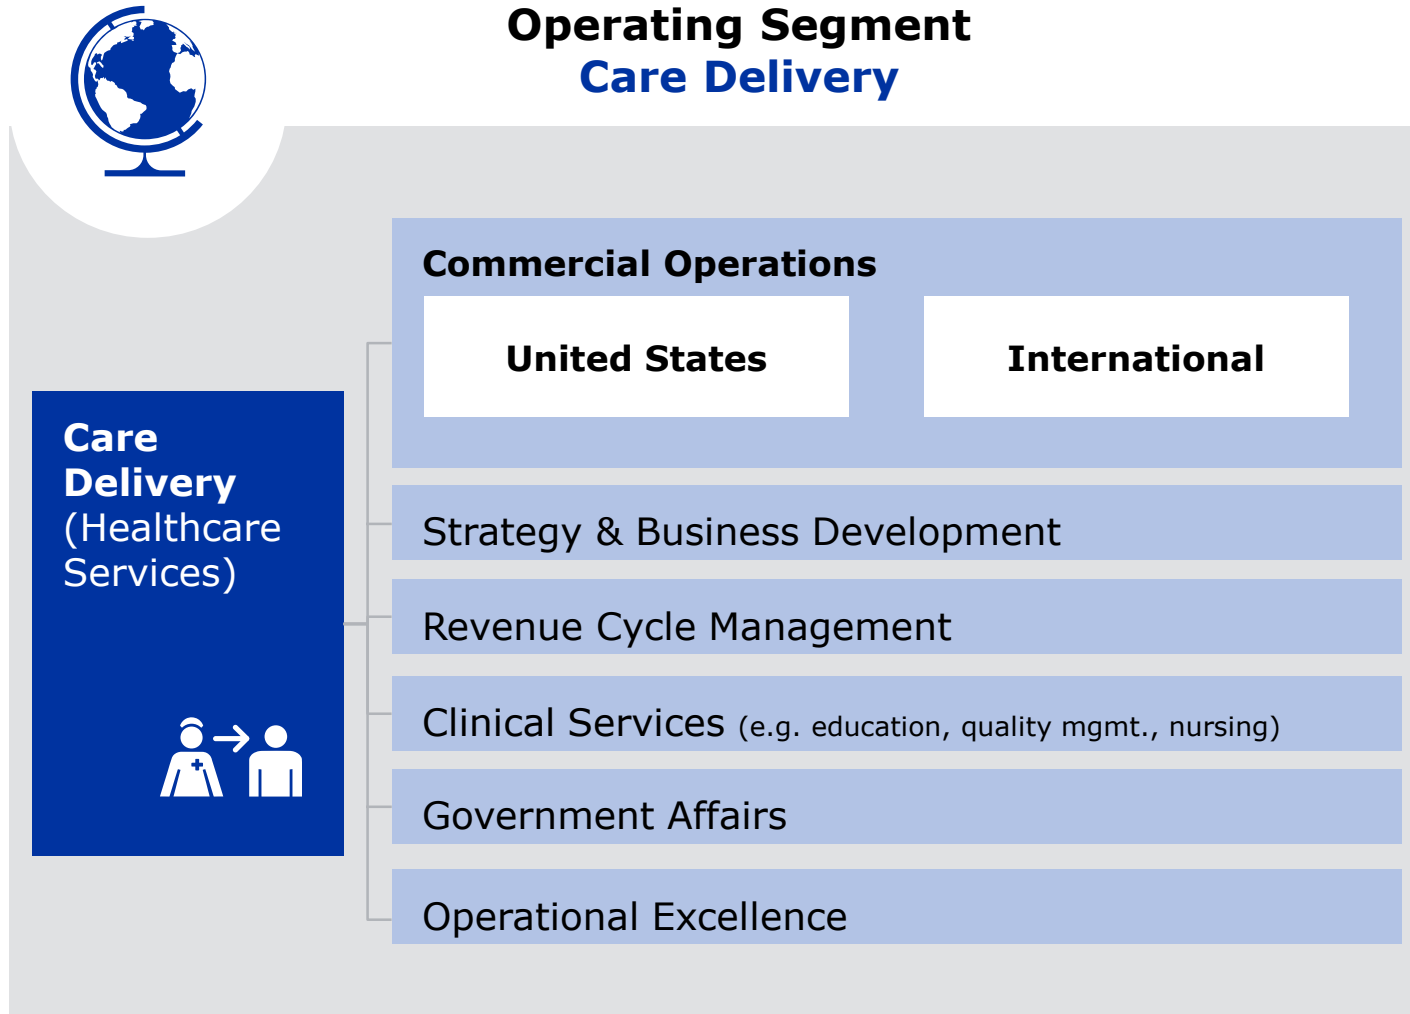 Operating Segment
Care Delivery
Commercial Operations
United States
International
Care
Delivery
(Healthcare
Services)
Strategy & Business Development
Revenue Cycle Management
Clinical Services (e.g. education, quality mgmt., nursing)
Government Affairs
Operational Excellence